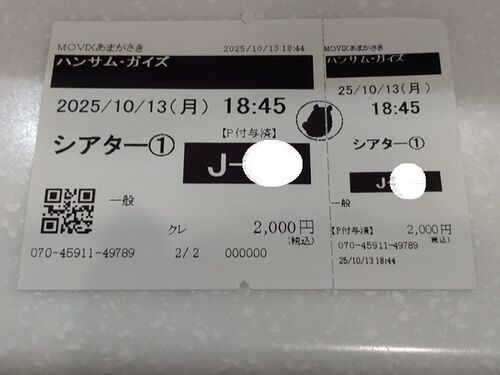 MOVIXあまがさき 2025/10/13 18:44
ハンサム・ガイズ
2025/10/13(月) 18:45
【P付与済】
シアター①
J-
一般
クレ 2,000円
(税込)
070-45911-49789 2/2 000000
MOVIXあまがさき
ハンサム・ガイズ
25/10/13(月)
18:45
シアター①
J-
一般
【P付与済】 2,000円
(税込)
070-45911-49789
25/10/13 18:44